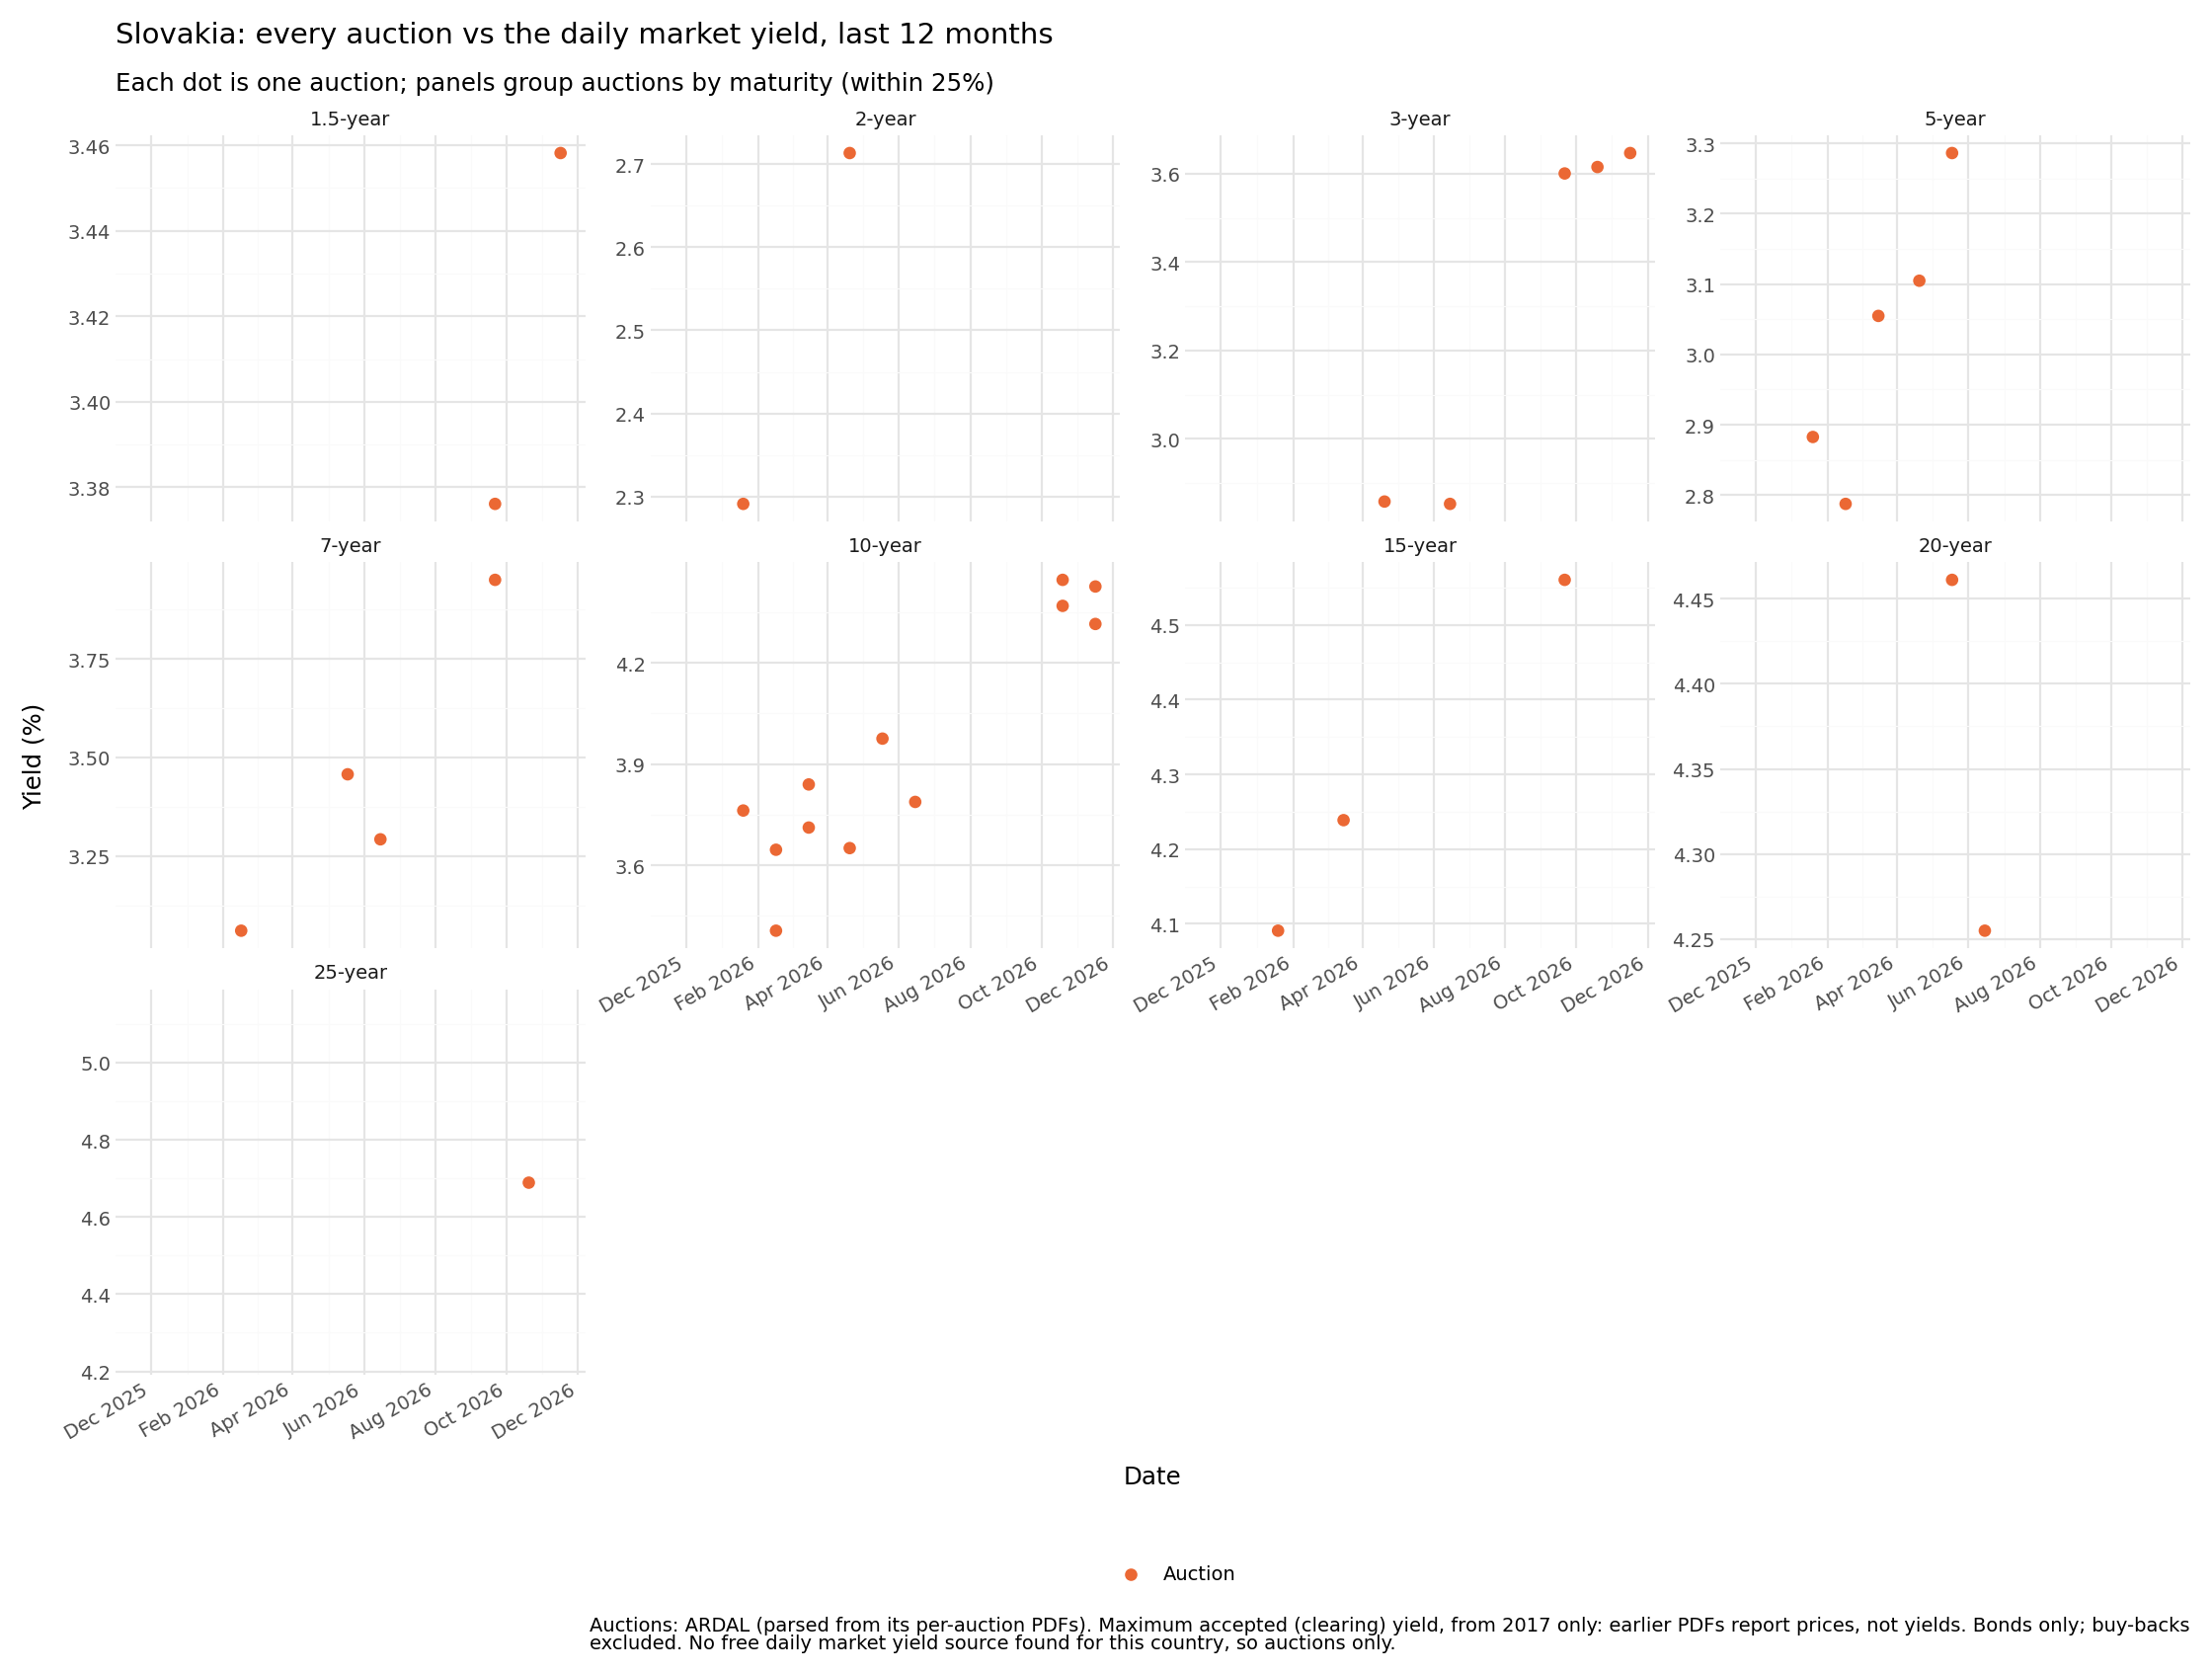 Slovakia: every auction vs the daily market yield, last 12 months
Each dot is one auction; panels group auctions by maturity (within 25%)
1.5-year
2-year
3-year
5-year
3.46
3.44
3.42
3.40
3.38
2.7
2.6
2.5
2.4
2.3
3.6
3.4
3.2
3.0
3.3
3.2
3.1
3.0
2.9
2.8
7-year
10-year
15-year
20-year
Yield (%)
3.75
3.50
3.25
4.2
3.9
3.6
4.5
4.4
4.3
4.2
4.1
4.45
4.40
4.35
4.30
4.25
Dec 2025
Feb 2026
Apr 2026
Jun 2026
Aug 2026
Oct 2026
Dec 2026
Dec 2025
Feb 2026
Apr 2026
Jun 2026
Aug 2026
Oct 2026
Dec 2026
Dec 2025
Feb 2026
Apr 2026
Jun 2026
Aug 2026
Oct 2026
Dec 2026
25-year
5.0
4.8
4.6
4.4
4.2
Dec 2025
Feb 2026
Apr 2026
Jun 2026
Aug 2026
Oct 2026
Dec 2026
Date
Auction
Auctions: ARDAL (parsed from its per-auction PDFs). Maximum accepted (clearing) yield, from 2017 only: earlier PDFs report prices, not yields. Bonds only; buy-backs
excluded. No free daily market yield source found for this country, so auctions only.